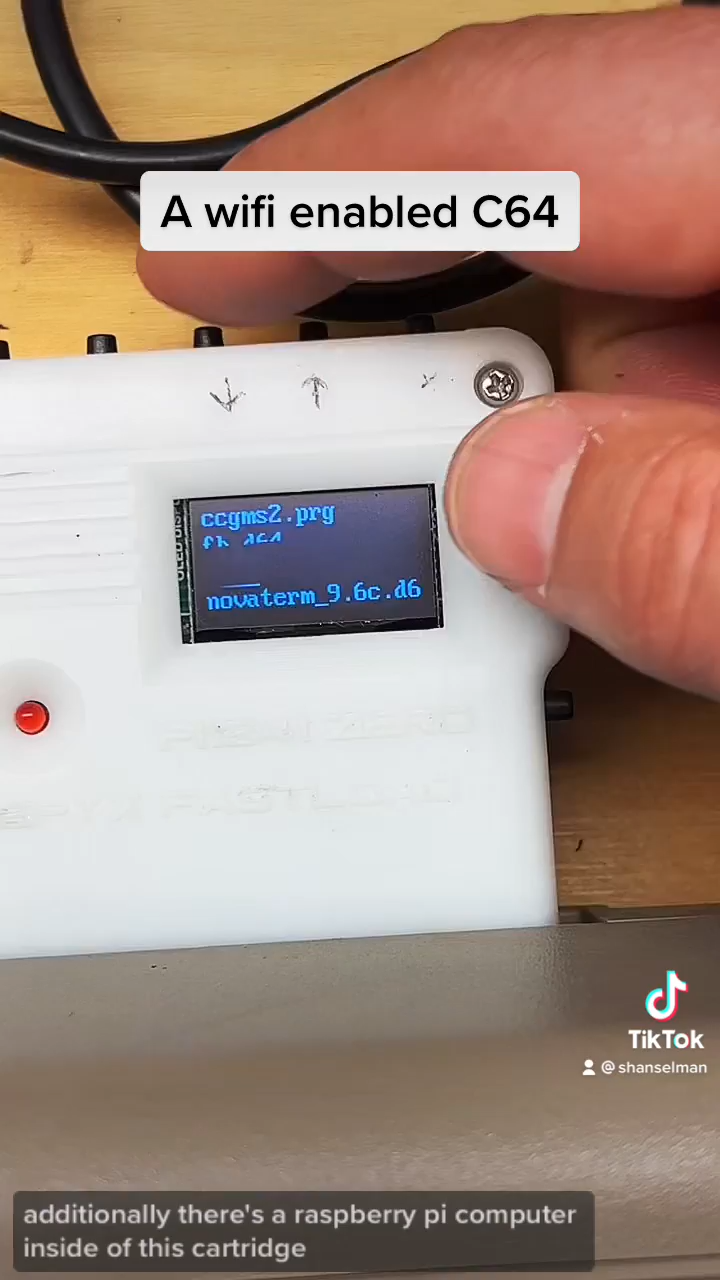 A wifi enabled C64
↓ ↑ x
ccgms2.prg
novaterm_9.6c.d6
FASTLOAD
TikTok
@shanselman
additionally there's a raspberry pi computer
inside of this cartridge